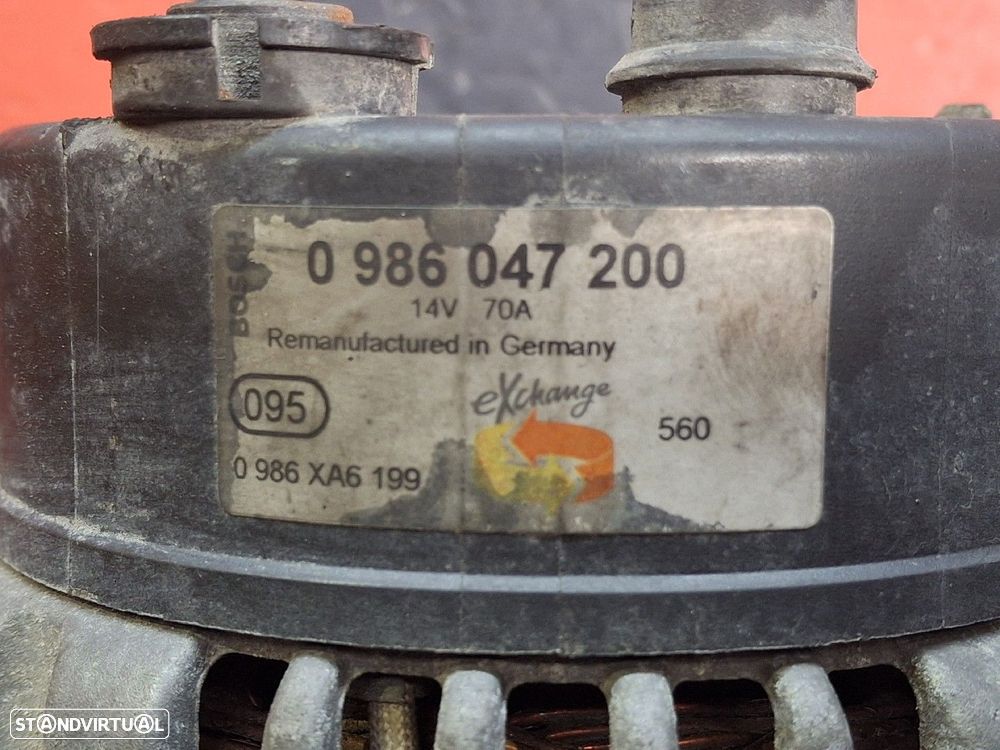 BOSCH
0 986 047 200
14V 70A
Remanufactured in Germany
095
eXchange
560
0 986 XA6 199
STANDVIRTUAL